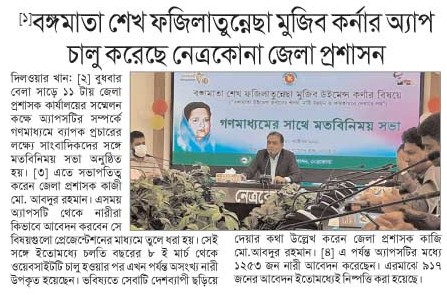 [১]বঙ্গমাতা শেখ ফজিলাতুন্নেছা মুজিব কর্নার অ্যাপ
চালু করেছে নেত্রকোনা জেলা প্রশাসন
দিলওয়ার খান: [২] বুধবার
বেলা সাড়ে ১১ টায় জেলা
প্রশাসক কার্যালয়ের সম্মেলন
কক্ষে অ্যাপসটির সম্পর্কে
গণমাধ্যমে ব্যাপক প্রচারের
লক্ষ্যে সাংবাদিকদের সঙ্গে
মতবিনিময় সভা অনুষ্ঠিত
হয়। [৩] এতে সভাপতিত্ব
করেন জেলা প্রশাসক কাজী
মো. আবদুর রহমান। এসময়
অ্যাপসটি থেকে নারীরা
কিভাবে আবেদন করবেন সে
বিষয়গুলো প্রেজেন্টেশনের মাধ্যমে তুলে ধরা হয়। সেই
সঙ্গে ইতোমধ্যে চলতি বছরের ৮ ই মার্চ থেকে
ওয়েবসাইটটি চালু হওয়ার পর এখন পর্যন্ত অসংখ্য নারী
উপকৃত হয়েছেন। ভবিষ্যতে সেবাটি দেশব্যাপী ছড়িয়ে
বঙ্গমাতা শেখ ফজিলাতুন্নেছা মুজিব উইমেন্স কর্নার বিষয়ে
গণমাধ্যমের সাথে মতবিনিময় সভা
নেত্রকো
দেয়ার কথা উল্লেখ করেন জেলা প্রশাসক কাজি
মো.আবদুর রহমান। [৪] এ পর্যন্ত অ্যাপসটির মধ্যে
১২৫৩ জন নারী আবেদন করেছেন। এরমাঝে ৯১৭
জনের আবেদন ইতোমধ্যেই নিষ্পত্তি করা হয়েছে।